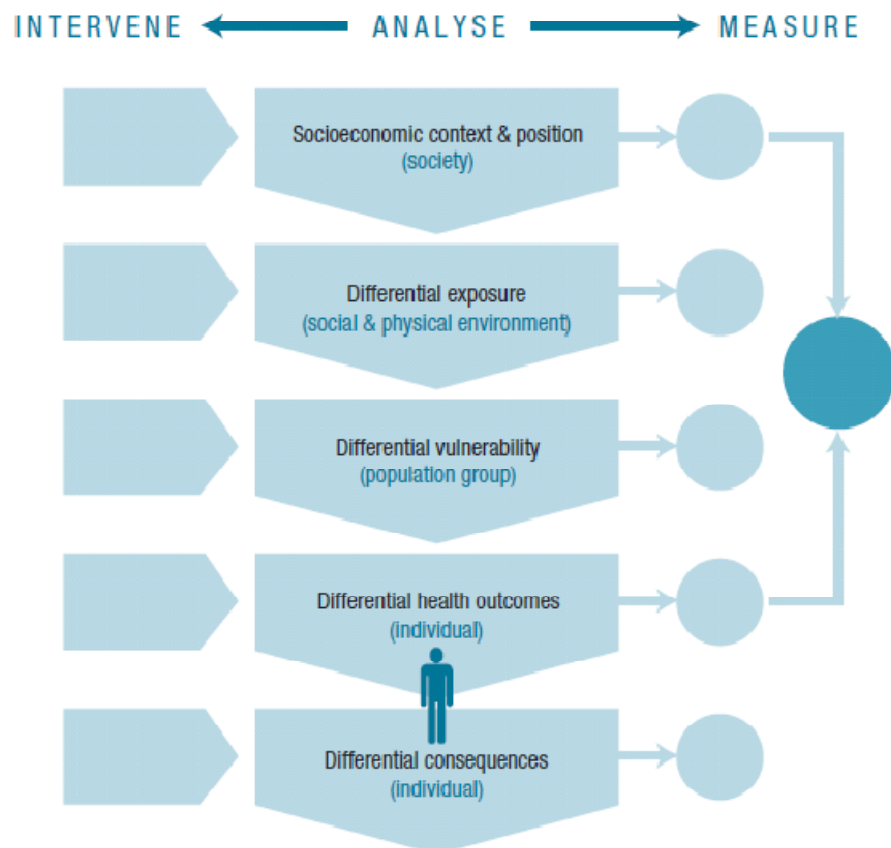 INTERVENE ANALYSE MEASURE
Socioeconomic context & position
(society)
Differential exposure
(social & physical environment)
Differential vulnerability
(population group)
Differential health outcomes
(individual)
Differential consequences
(individual)